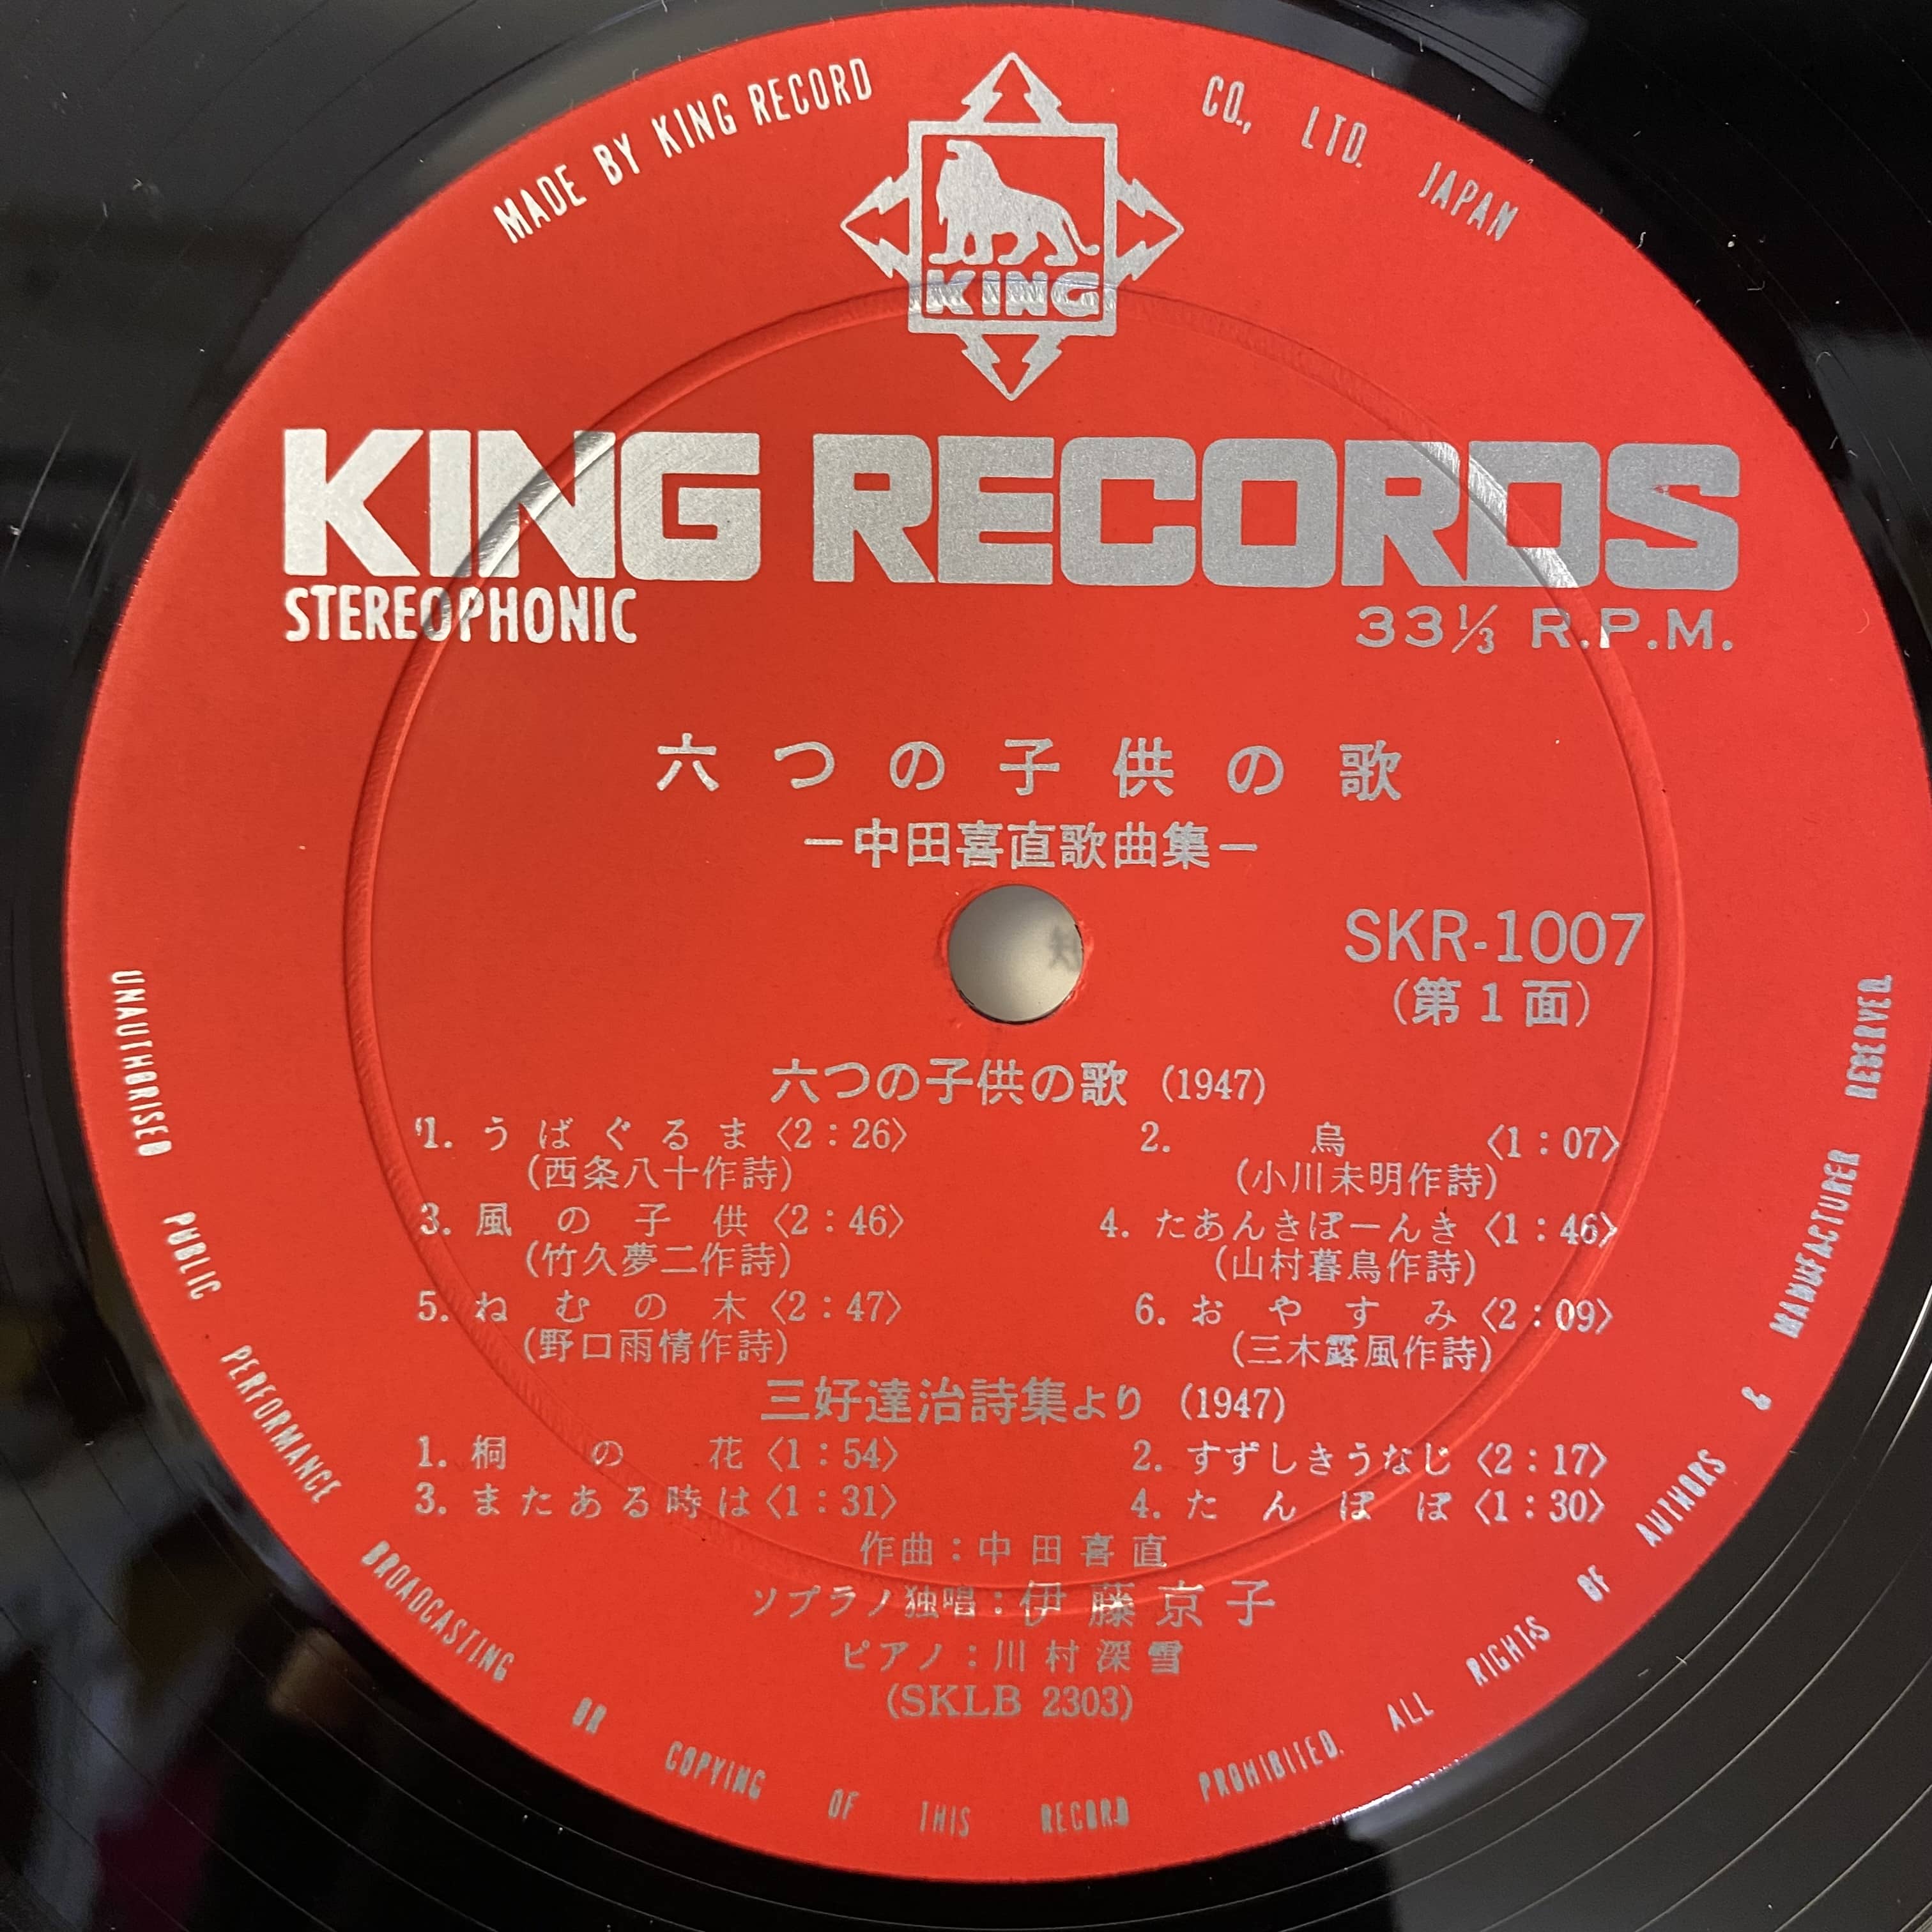 MADE BY KING RECORD CO., LTD. JAPAN
KING
KING RECORDS
STEREOPHONIC 33⅓ R.P.M.
六つの子供の歌
―中田喜直歌曲集―
SKR-1007
(第1面)
六つの子供の歌 (1947)
1. うばぐるま〈2:26〉 2. 烏〈1:07〉
(西条八十作詩) (小川未明作詩)
3. 風の子供〈2:46〉 4. たあんきぽーんき〈1:46〉
(竹久夢二作詩) (山村暮鳥作詩)
5. ねむの木〈2:47〉 6. おやすみ〈2:09〉
(野口雨情作詩) (三木露風作詩)
三好達治詩集より (1947)
1. 桐の花〈1:54〉 2. すずしきうなじ〈2:17〉
3. またある時は〈1:31〉 4. たんぽぽ〈1:30〉
作曲:中田喜直
ソプラノ独唱:伊藤京子
ピアノ:川村深雪
(SKLB 2303)
UNAUTHORISED PUBLIC PERFORMANCE BROADCASTING OR COPYING OF THIS RECORD PROHIBITED. ALL RIGHTS OF AUTHORS & MANUFACTURER RESERVED